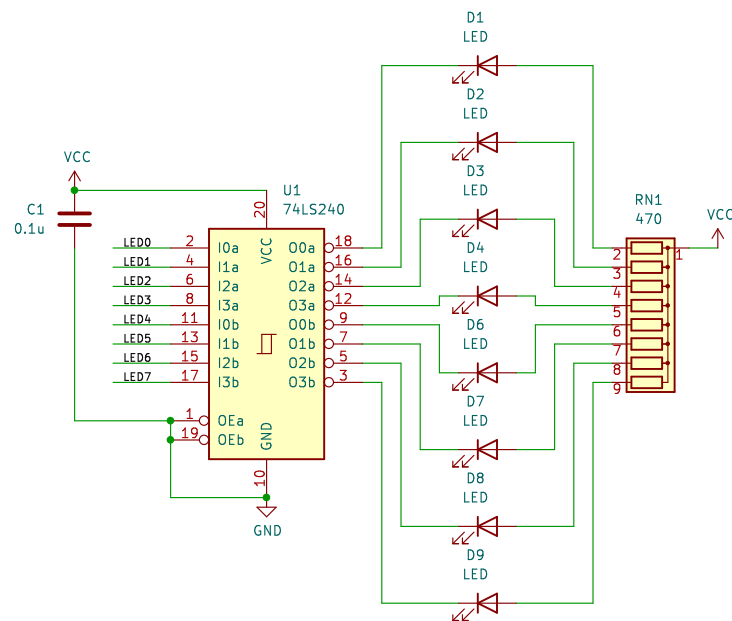 D1
LED
D2
LED
D3
LED
D4
LED
D6
LED
D7
LED
D8
LED
D9
LED
VCC
C1
0.1u
U1
74LS240
20
VCC
LED0 2 I0a O0a 18
LED1 4 I1a O1a 16
LED2 6 I2a O2a 14
LED3 8 I3a O3a 12
LED4 11 I0b O0b 9
LED5 13 I1b O1b 7
LED6 15 I2b O2b 5
LED7 17 I3b O3b 3
1 OEa
19 OEb
GND
10
GND
RN1
470
VCC
1
2
3
4
5
6
7
8
9